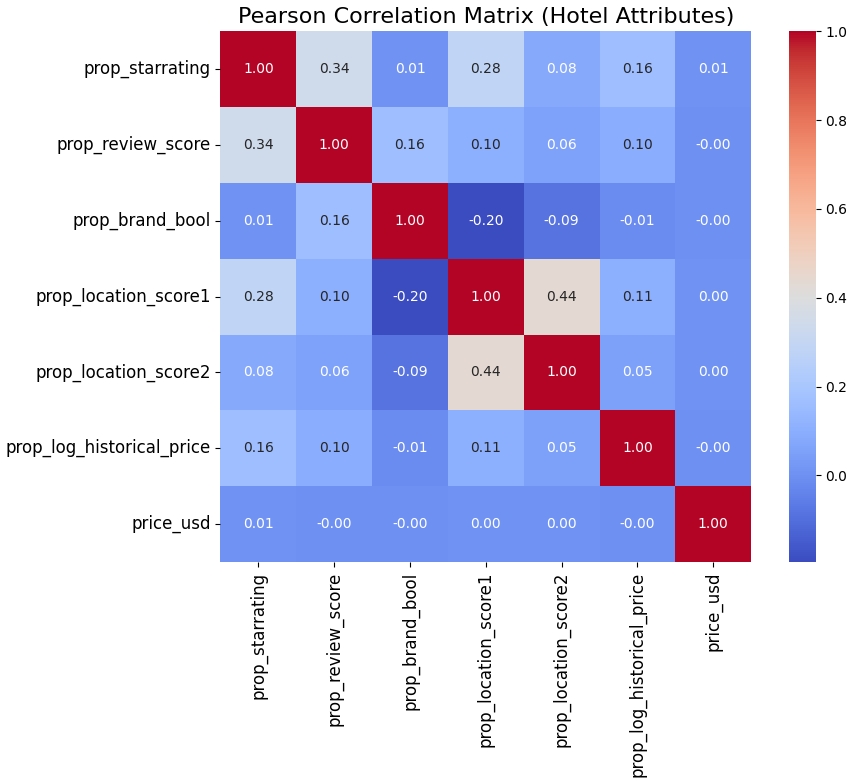 Pearson Correlation Matrix (Hotel Attributes)
prop_starrating 1.00 0.34 0.01 0.28 0.08 0.16 0.01
prop_review_score 0.34 1.00 0.16 0.10 0.06 0.10 -0.00
prop_brand_bool 0.01 0.16 1.00 -0.20 -0.09 -0.01 -0.00
prop_location_score1 0.28 0.10 -0.20 1.00 0.44 0.11 0.00
prop_location_score2 0.08 0.06 -0.09 0.44 1.00 0.05 0.00
prop_log_historical_price 0.16 0.10 -0.01 0.11 0.05 1.00 -0.00
price_usd 0.01 -0.00 -0.00 0.00 0.00 -0.00 1.00
prop_starrating
prop_review_score
prop_brand_bool
prop_location_score1
prop_location_score2
prop_log_historical_price
price_usd
1.0
0.8
0.6
0.4
0.2
0.0